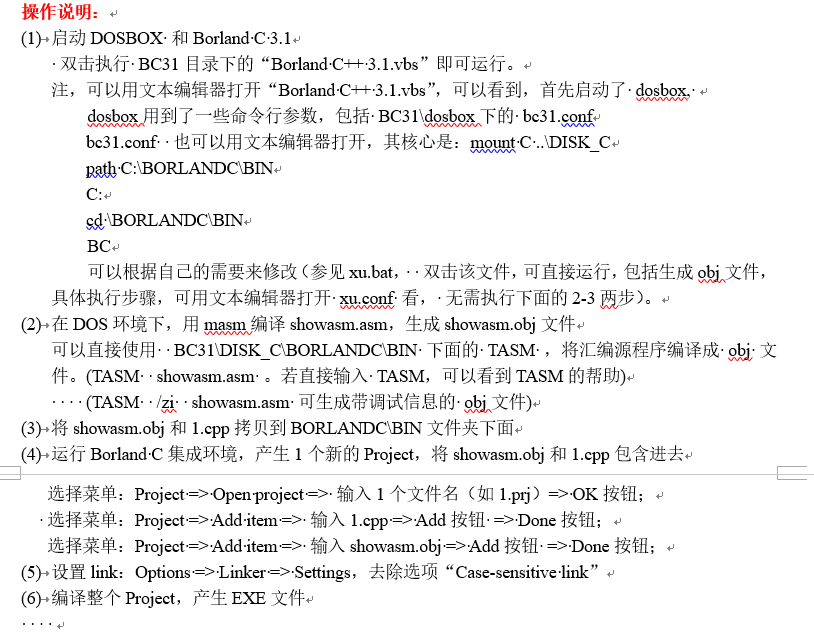 操作说明：
(1) 启动 DOSBOX 和 Borland C 3.1
双击执行 BC31 目录下的“Borland C++ 3.1.vbs”即可运行。
注，可以用文本编辑器打开“Borland C++ 3.1.vbs”，可以看到，首先启动了 dosbox,
dosbox 用到了一些命令行参数，包括 BC31\dosbox 下的 bc31.conf
bc31.conf 也可以用文本编辑器打开，其核心是：mount C ..\DISK_C
path C:\BORLANDC\BIN
C:
cd \BORLANDC\BIN
BC
可以根据自己的需要来修改（参见 xu.bat， 双击该文件，可直接运行，包括生成 obj 文件，
具体执行步骤，可用文本编辑器打开 xu.conf 看， 无需执行下面的 2-3 两步）。
(2) 在 DOS 环境下，用 masm 编译 showasm.asm，生成 showasm.obj 文件
可以直接使用 BC31\DISK_C\BORLANDC\BIN 下面的 TASM ，将汇编源程序编译成 obj 文
件。(TASM showasm.asm 。若直接输入 TASM，可以看到 TASM 的帮助)
(TASM /zi showasm.asm 可生成带调试信息的 obj 文件)
(3) 将 showasm.obj 和 1.cpp 拷贝到 BORLANDC\BIN 文件夹下面
(4) 运行 Borland C 集成环境，产生 1 个新的 Project，将 showasm.obj 和 1.cpp 包含进去
选择菜单：Project => Open project => 输入 1 个文件名（如 1.prj）=> OK 按钮；
选择菜单：Project => Add item => 输入 1.cpp => Add 按钮 => Done 按钮；
选择菜单：Project => Add item => 输入 showasm.obj => Add 按钮 => Done 按钮；
(5) 设置 link：Options => Linker => Settings，去除选项“Case-sensitive link”
(6) 编译整个 Project，产生 EXE 文件